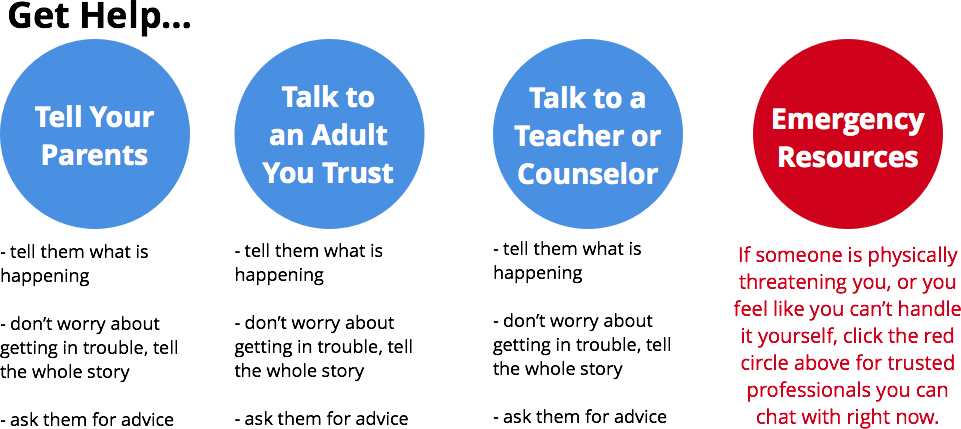 Get Help...
Tell Your
Parents
- tell them what is
happening
- don’t worry about
getting in trouble, tell
the whole story
- ask them for advice
Talk to
an Adult
You Trust
- tell them what is
happening
- don’t worry about
getting in trouble, tell
the whole story
- ask them for advice
Talk to a
Teacher or
Counselor
- tell them what is
happening
- don’t worry about
getting in trouble, tell
the whole story
- ask them for advice
Emergency
Resources
If someone is physically
threatening you, or you
feel like you can’t handle
it yourself, click the red
circle above for trusted
professionals you can
chat with right now.